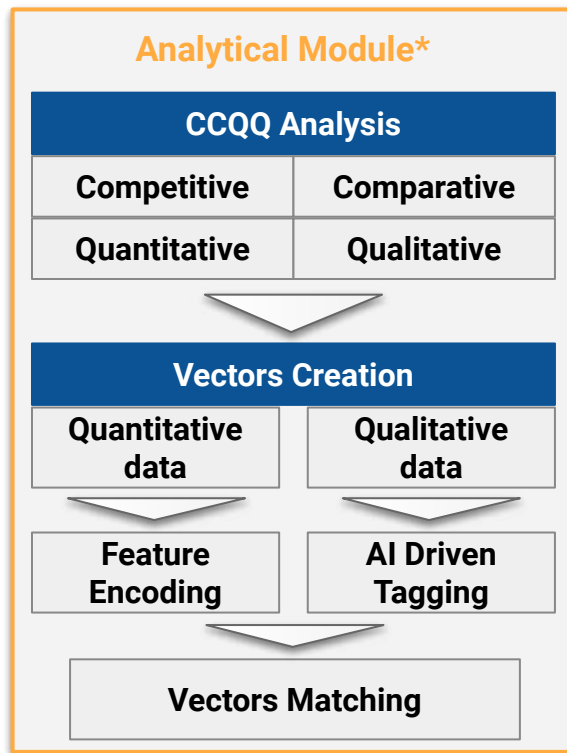 Analytical Module*
CCQQ Analysis
Competitive
Comparative
Quantitative
Qualitative
Vectors Creation
Quantitative
data
Qualitative
data
Feature
Encoding
AI Driven
Tagging
Vectors Matching